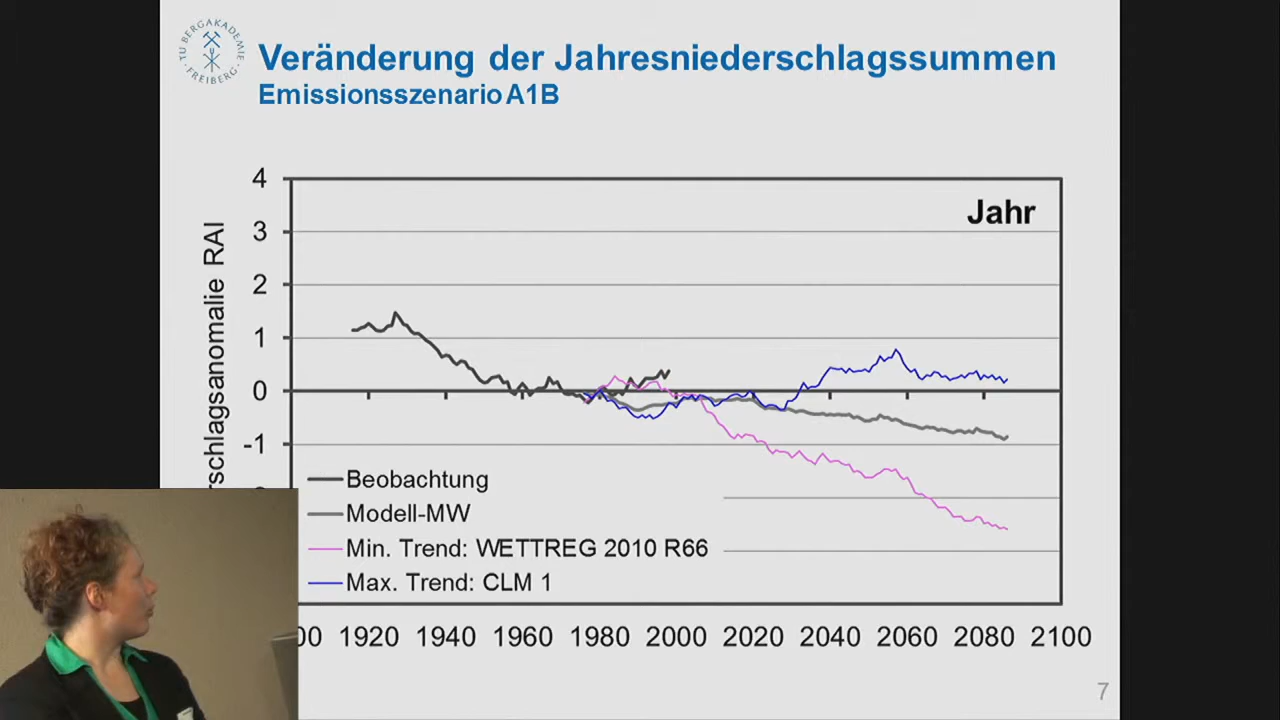 TU BERGAKADEMIE
FREIBERG
Veränderung der Jahresniederschlagssummen
Emissionsszenario A1B
Jahr
4
3
2
1
0
-1
rschlagsanomalie RAI
Beobachtung
Modell-MW
Min. Trend: WETTREG 2010 R66
Max. Trend: CLM 1
00 1920 1940 1960 1980 2000 2020 2040 2060 2080 2100
7